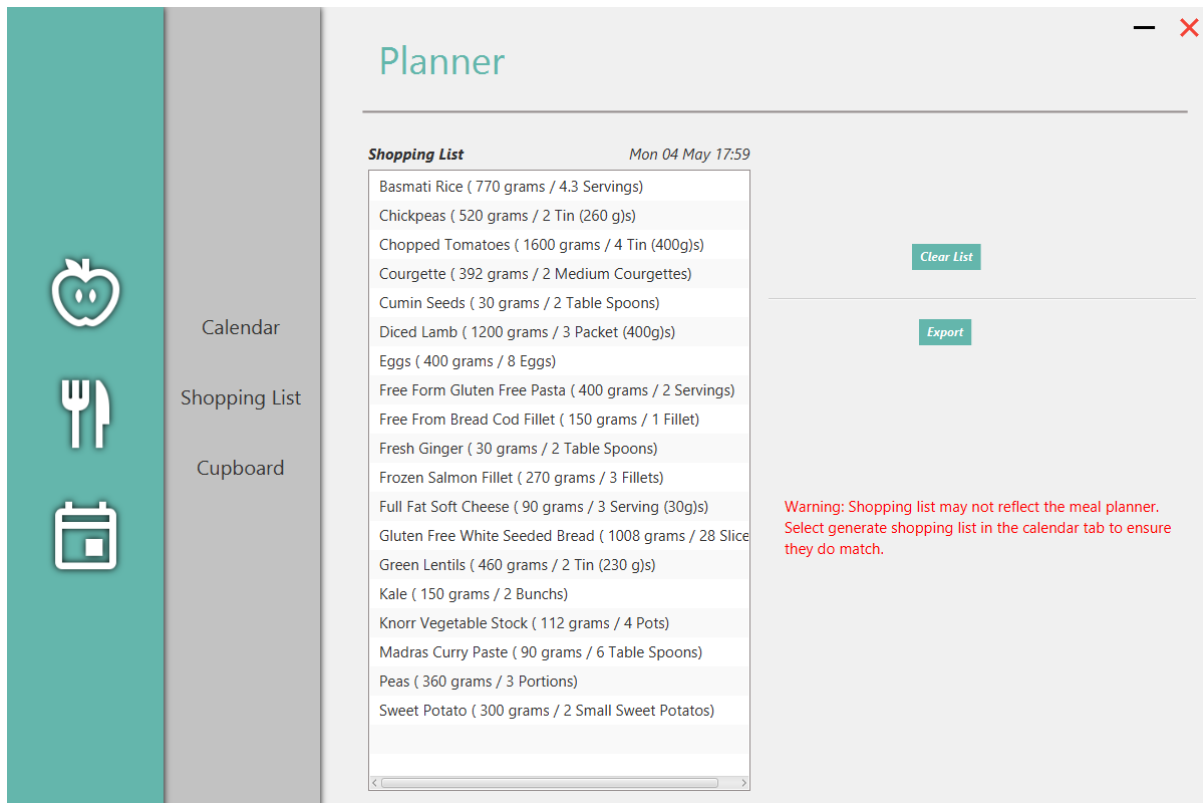 Planner
Calendar
Shopping List
Cupboard
Shopping List Mon 04 May 17:59
Basmati Rice ( 770 grams / 4.3 Servings)
Chickpeas ( 520 grams / 2 Tin (260 g)s)
Chopped Tomatoes ( 1600 grams / 4 Tin (400g)s)
Courgette ( 392 grams / 2 Medium Courgettes)
Cumin Seeds ( 30 grams / 2 Table Spoons)
Diced Lamb ( 1200 grams / 3 Packet (400g)s)
Eggs ( 400 grams / 8 Eggs)
Free Form Gluten Free Pasta ( 400 grams / 2 Servings)
Free From Bread Cod Fillet ( 150 grams / 1 Fillet)
Fresh Ginger ( 30 grams / 2 Table Spoons)
Frozen Salmon Fillet ( 270 grams / 3 Fillets)
Full Fat Soft Cheese ( 90 grams / 3 Serving (30g)s)
Gluten Free White Seeded Bread ( 1008 grams / 28 Slice
Green Lentils ( 460 grams / 2 Tin (230 g)s)
Kale ( 150 grams / 2 Bunchs)
Knorr Vegetable Stock ( 112 grams / 4 Pots)
Madras Curry Paste ( 90 grams / 6 Table Spoons)
Peas ( 360 grams / 3 Portions)
Sweet Potato ( 300 grams / 2 Small Sweet Potatos)
Clear List
Export
Warning: Shopping list may not reflect the meal planner.
Select generate shopping list in the calendar tab to ensure
they do match.